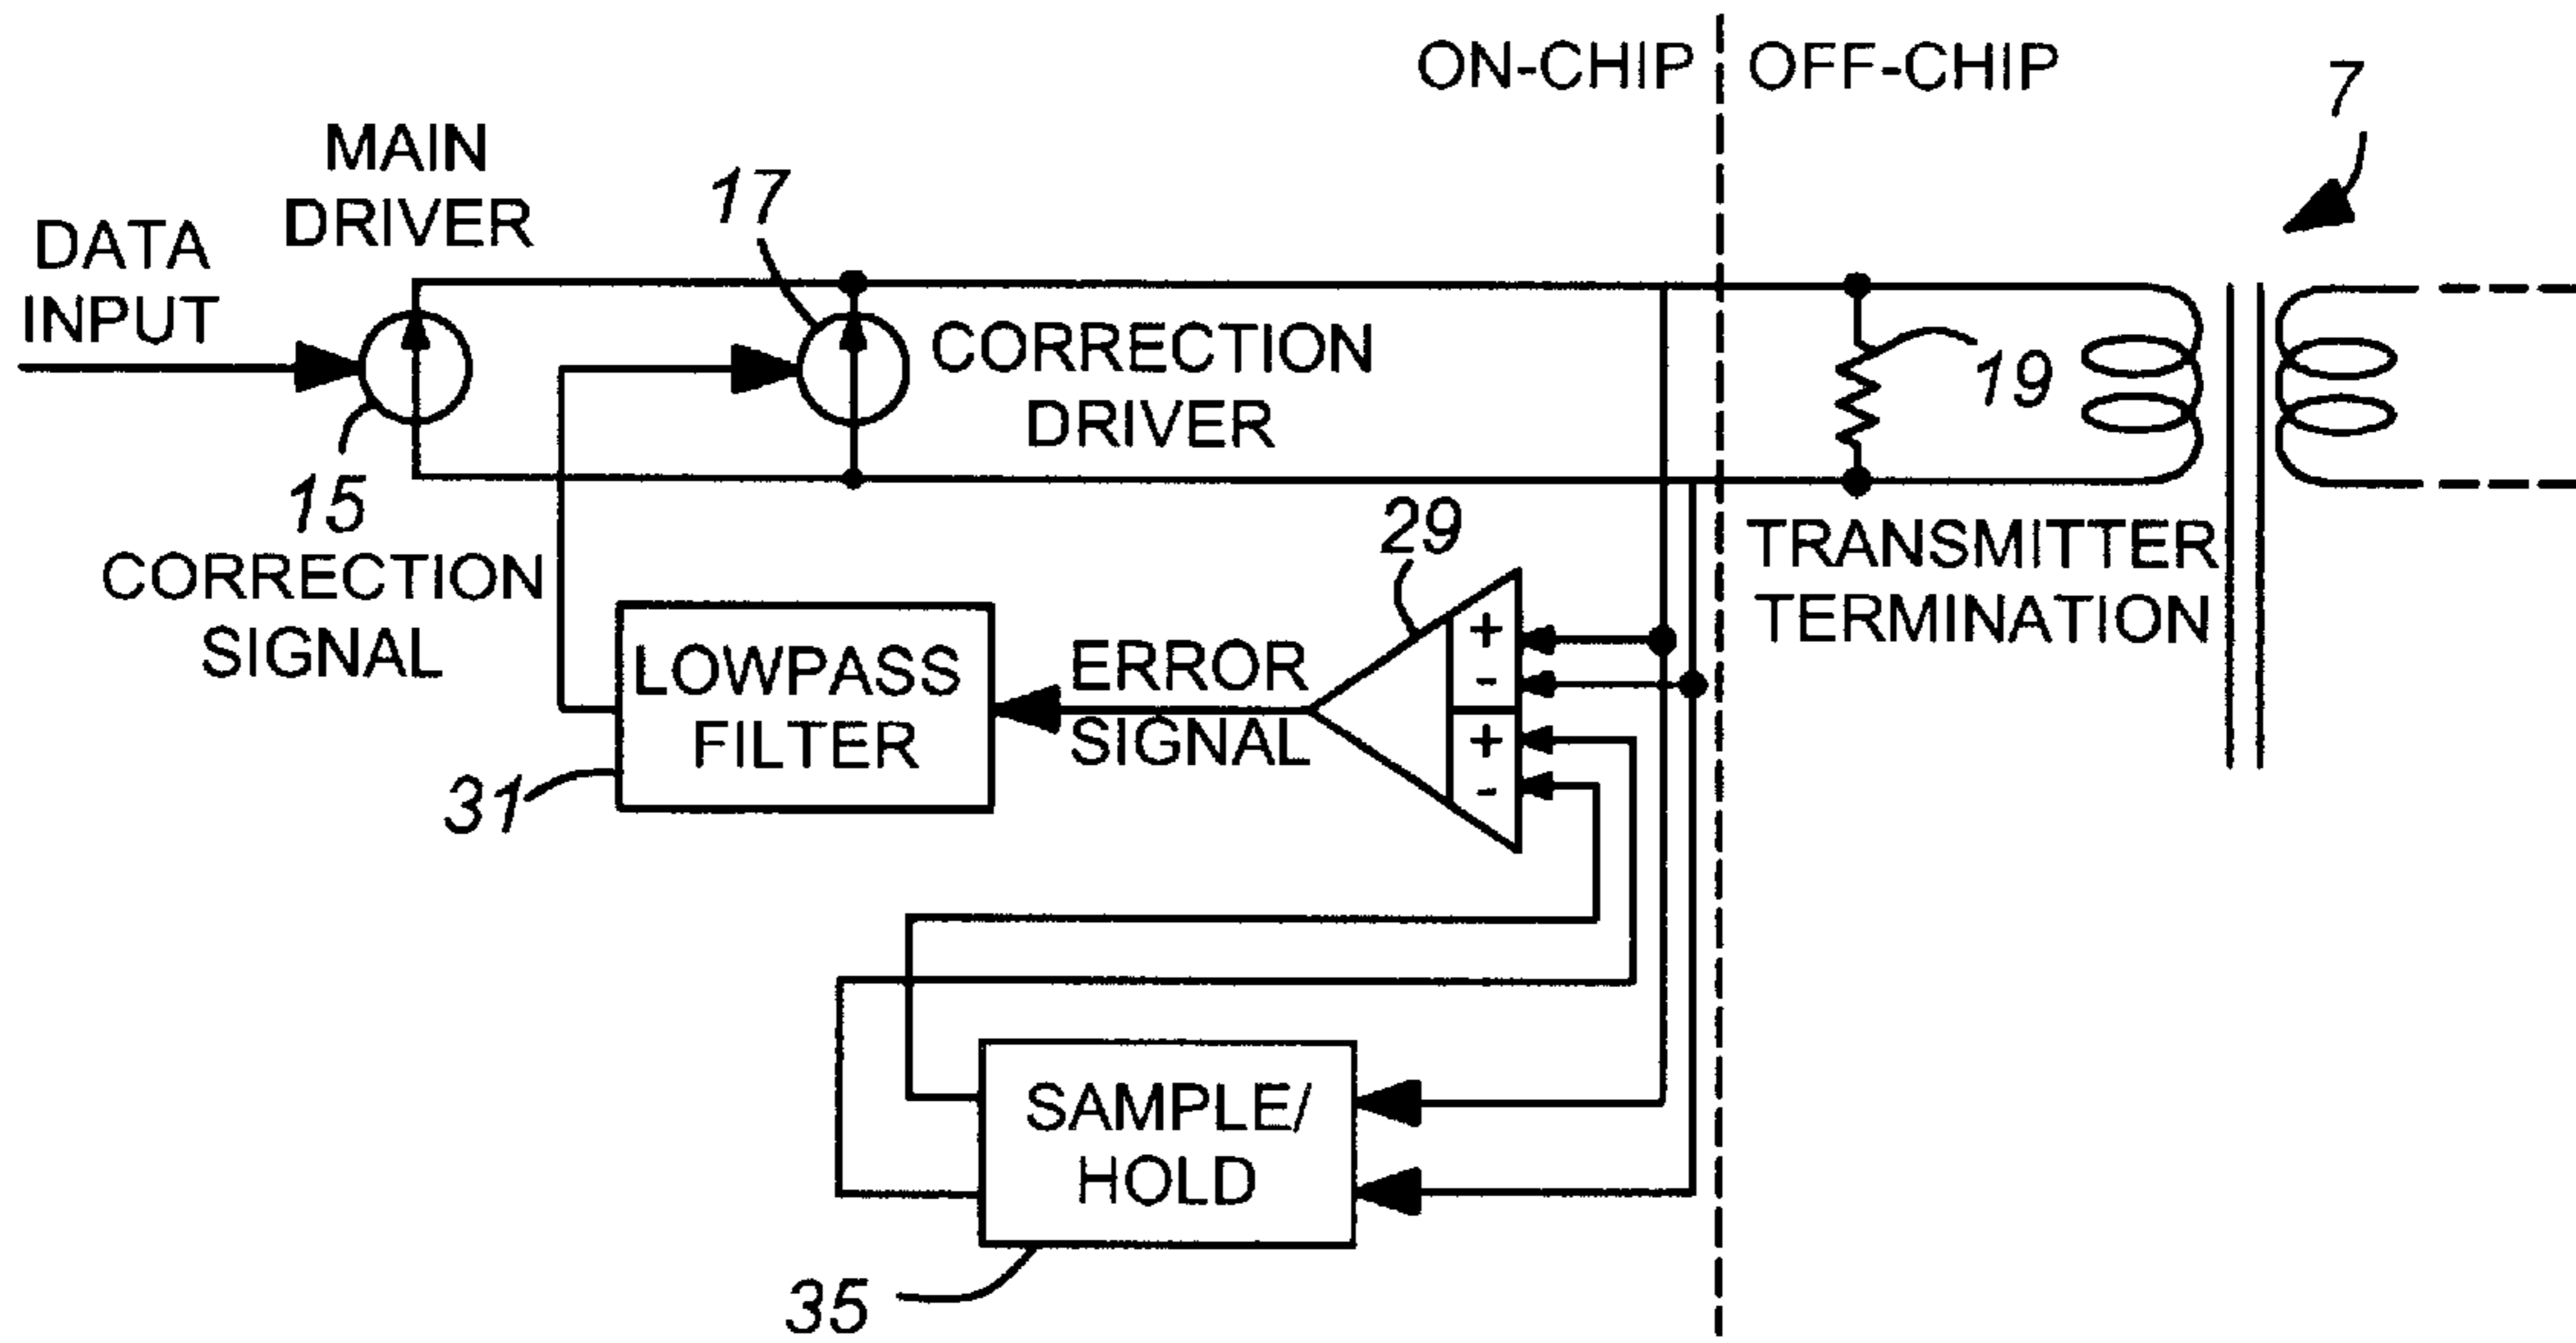 ON-CHIP
OFF-CHIP
7
MAIN
DRIVER
17
DATA
INPUT
CORRECTION
DRIVER
19
15
CORRECTION
SIGNAL
29
TRANSMITTER
TERMINATION
+
-
+
-
LOWPASS
FILTER
ERROR
SIGNAL
31
SAMPLE/
HOLD
35